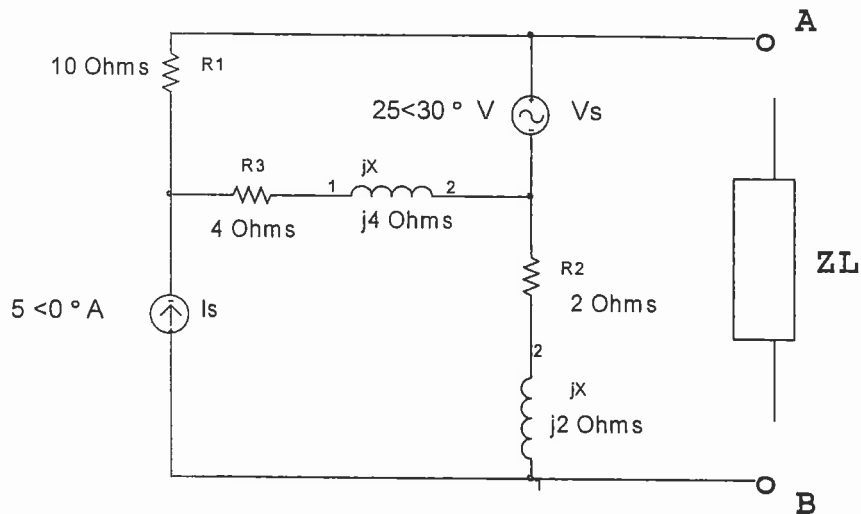 A
10 Ohms
R1
25<30 ° V
Vs
R3
1
jX
2
4 Ohms
j4 Ohms
R2
2 Ohms
ZL
5 <0 ° A
Is
2
jX
j2 Ohms
1
B